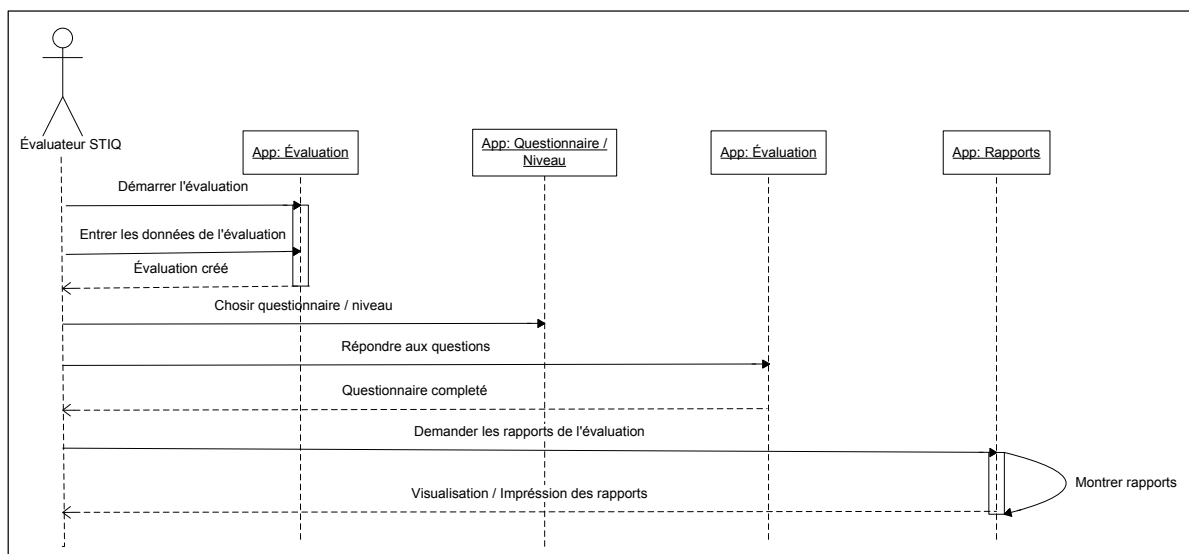 Évaluateur STIQ
App: Évaluation
App: Questionnaire /
Niveau
App: Évaluation
App: Rapports
Démarrer l'évaluation
Entrer les données de l'évaluation
Évaluation créé
Chosir questionnaire / niveau
Répondre aux questions
Questionnaire completé
Demander les rapports de l'évaluation
Montrer rapports
Visualisation / Impréssion des rapports